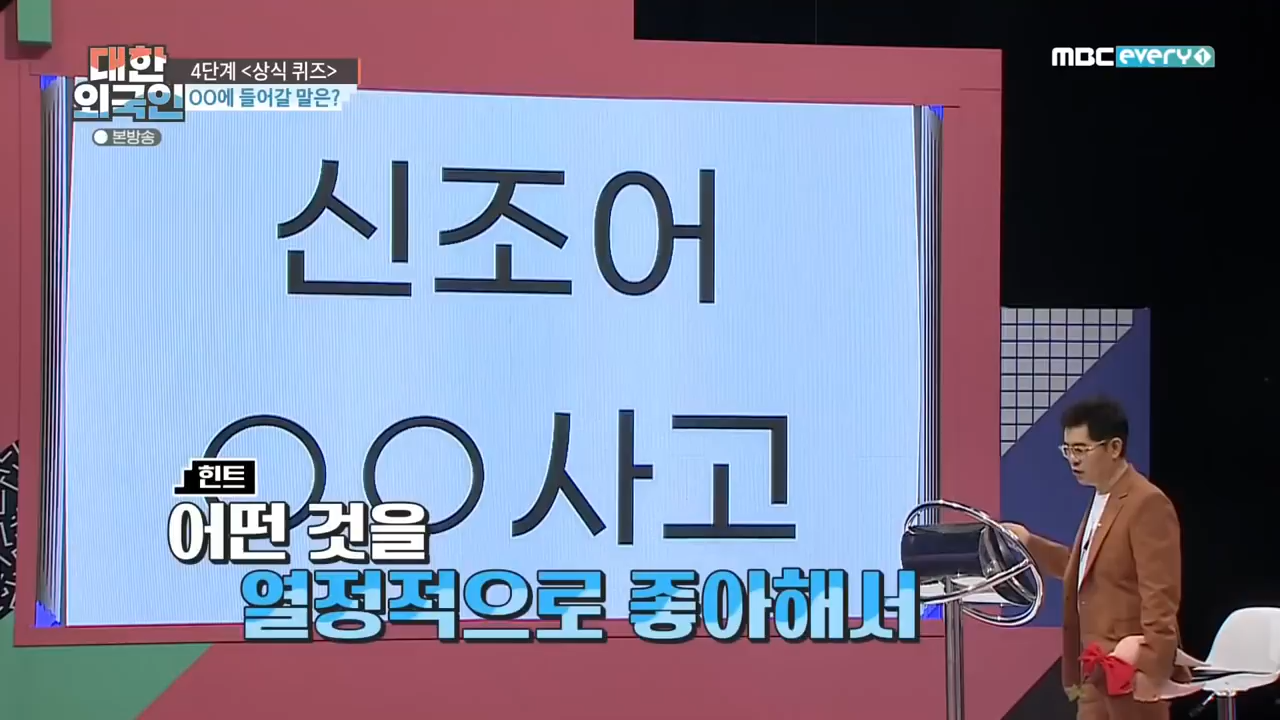 대한
외국인
본방송
4단계 <상식 퀴즈>
OO에 들어갈 말은?
MBC every1
신조어
○○사고
힌트
어떤 것을
열정적으로 좋아해서